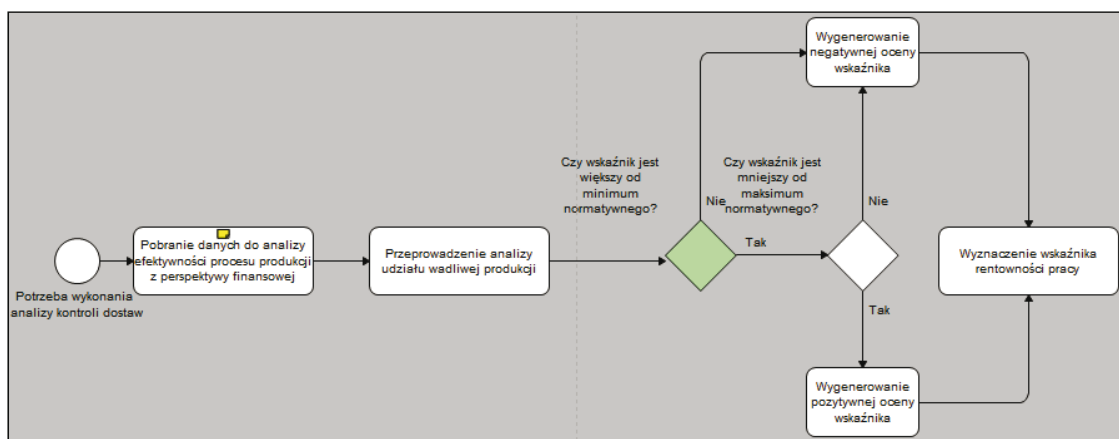 Wygenerowanie
negatywnej oceny
wskaźnika
Czy wskaźnik jest
większy od
minimum
normatywnego?
Czy wskaźnik jest
mniejszy od
maksimum
normatywnego?
Nie
Nie
Pobranie danych do analizy
efektywności procesu produkcji
z perspektywy finansowej
Przeprowadzenie analizy
udziału wadliwej produkcji
Tak
Wyznaczenie wskaźnika
rentowności pracy
Potrzeba wykonania
analizy kontroli dostaw
Tak
Wygenerowanie
pozytywnej oceny
wskaźnika